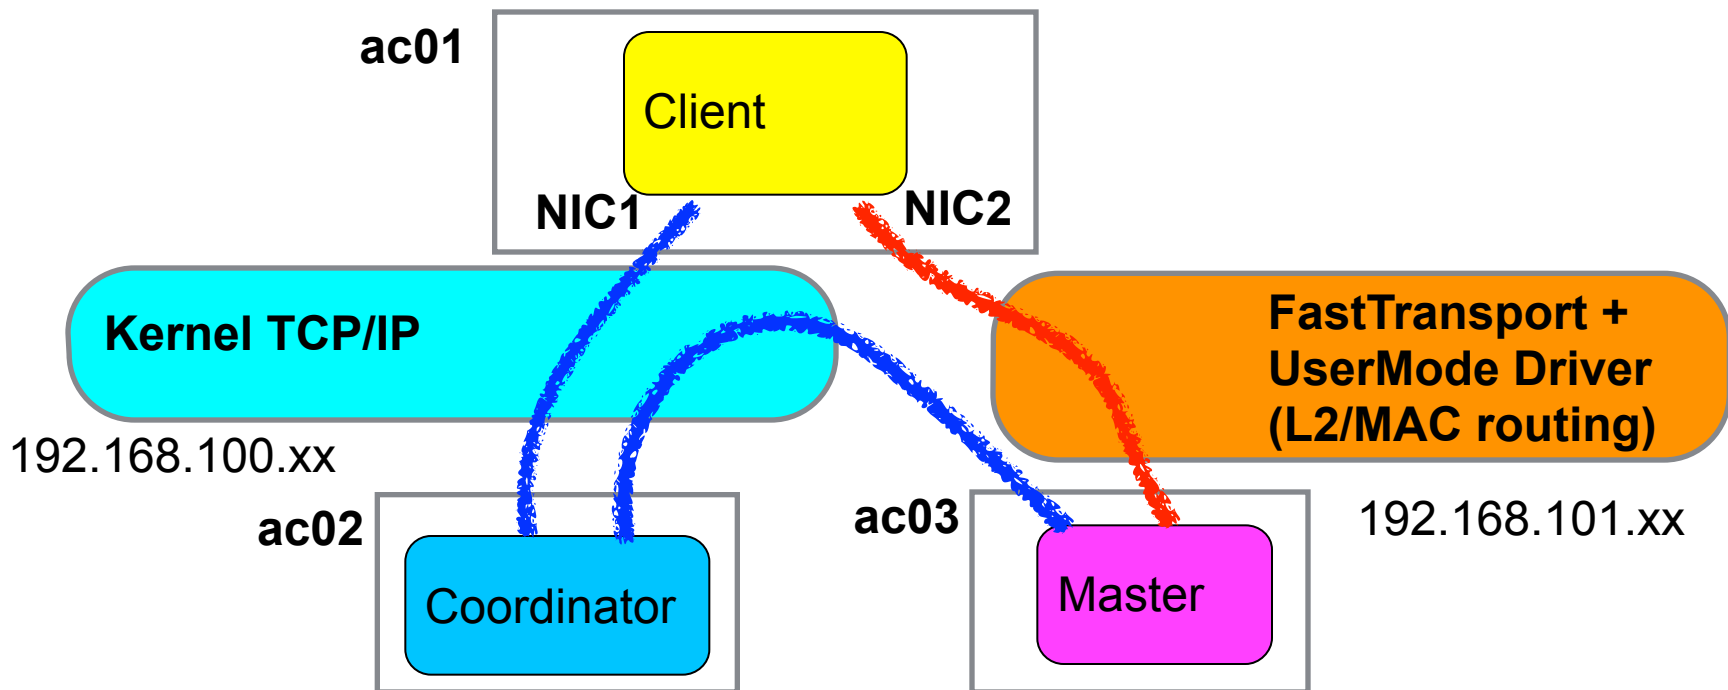 ac01
Client
NIC1
NIC2
Kernel TCP/IP
FastTransport +
UserMode Driver
(L2/MAC routing)
192.168.100.xx
ac02
ac03
192.168.101.xx
Coordinator
Master